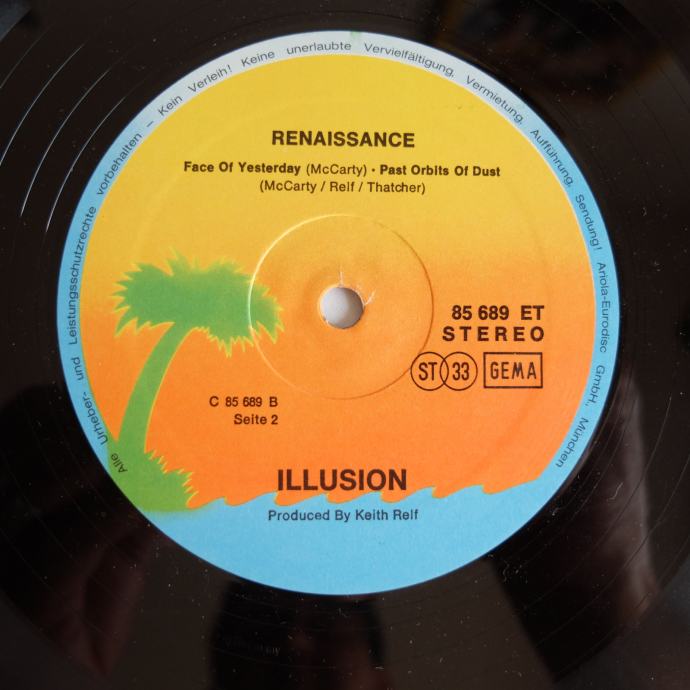 Alle Urheber- und Leistungsschutzrechte vorbehalten – Kein Verleih! Keine unerlaubte Vervielfältigung, Vermietung, Aufführung, Sendung! Ariola-Eurodisc GmbH, München
RENAISSANCE
Face Of Yesterday (McCarty) · Past Orbits Of Dust
(McCarty / Relf / Thatcher)
85 689 ET
STEREO
ST 33 GEMA
C 85 689 B
Seite 2
ILLUSION
Produced By Keith Relf